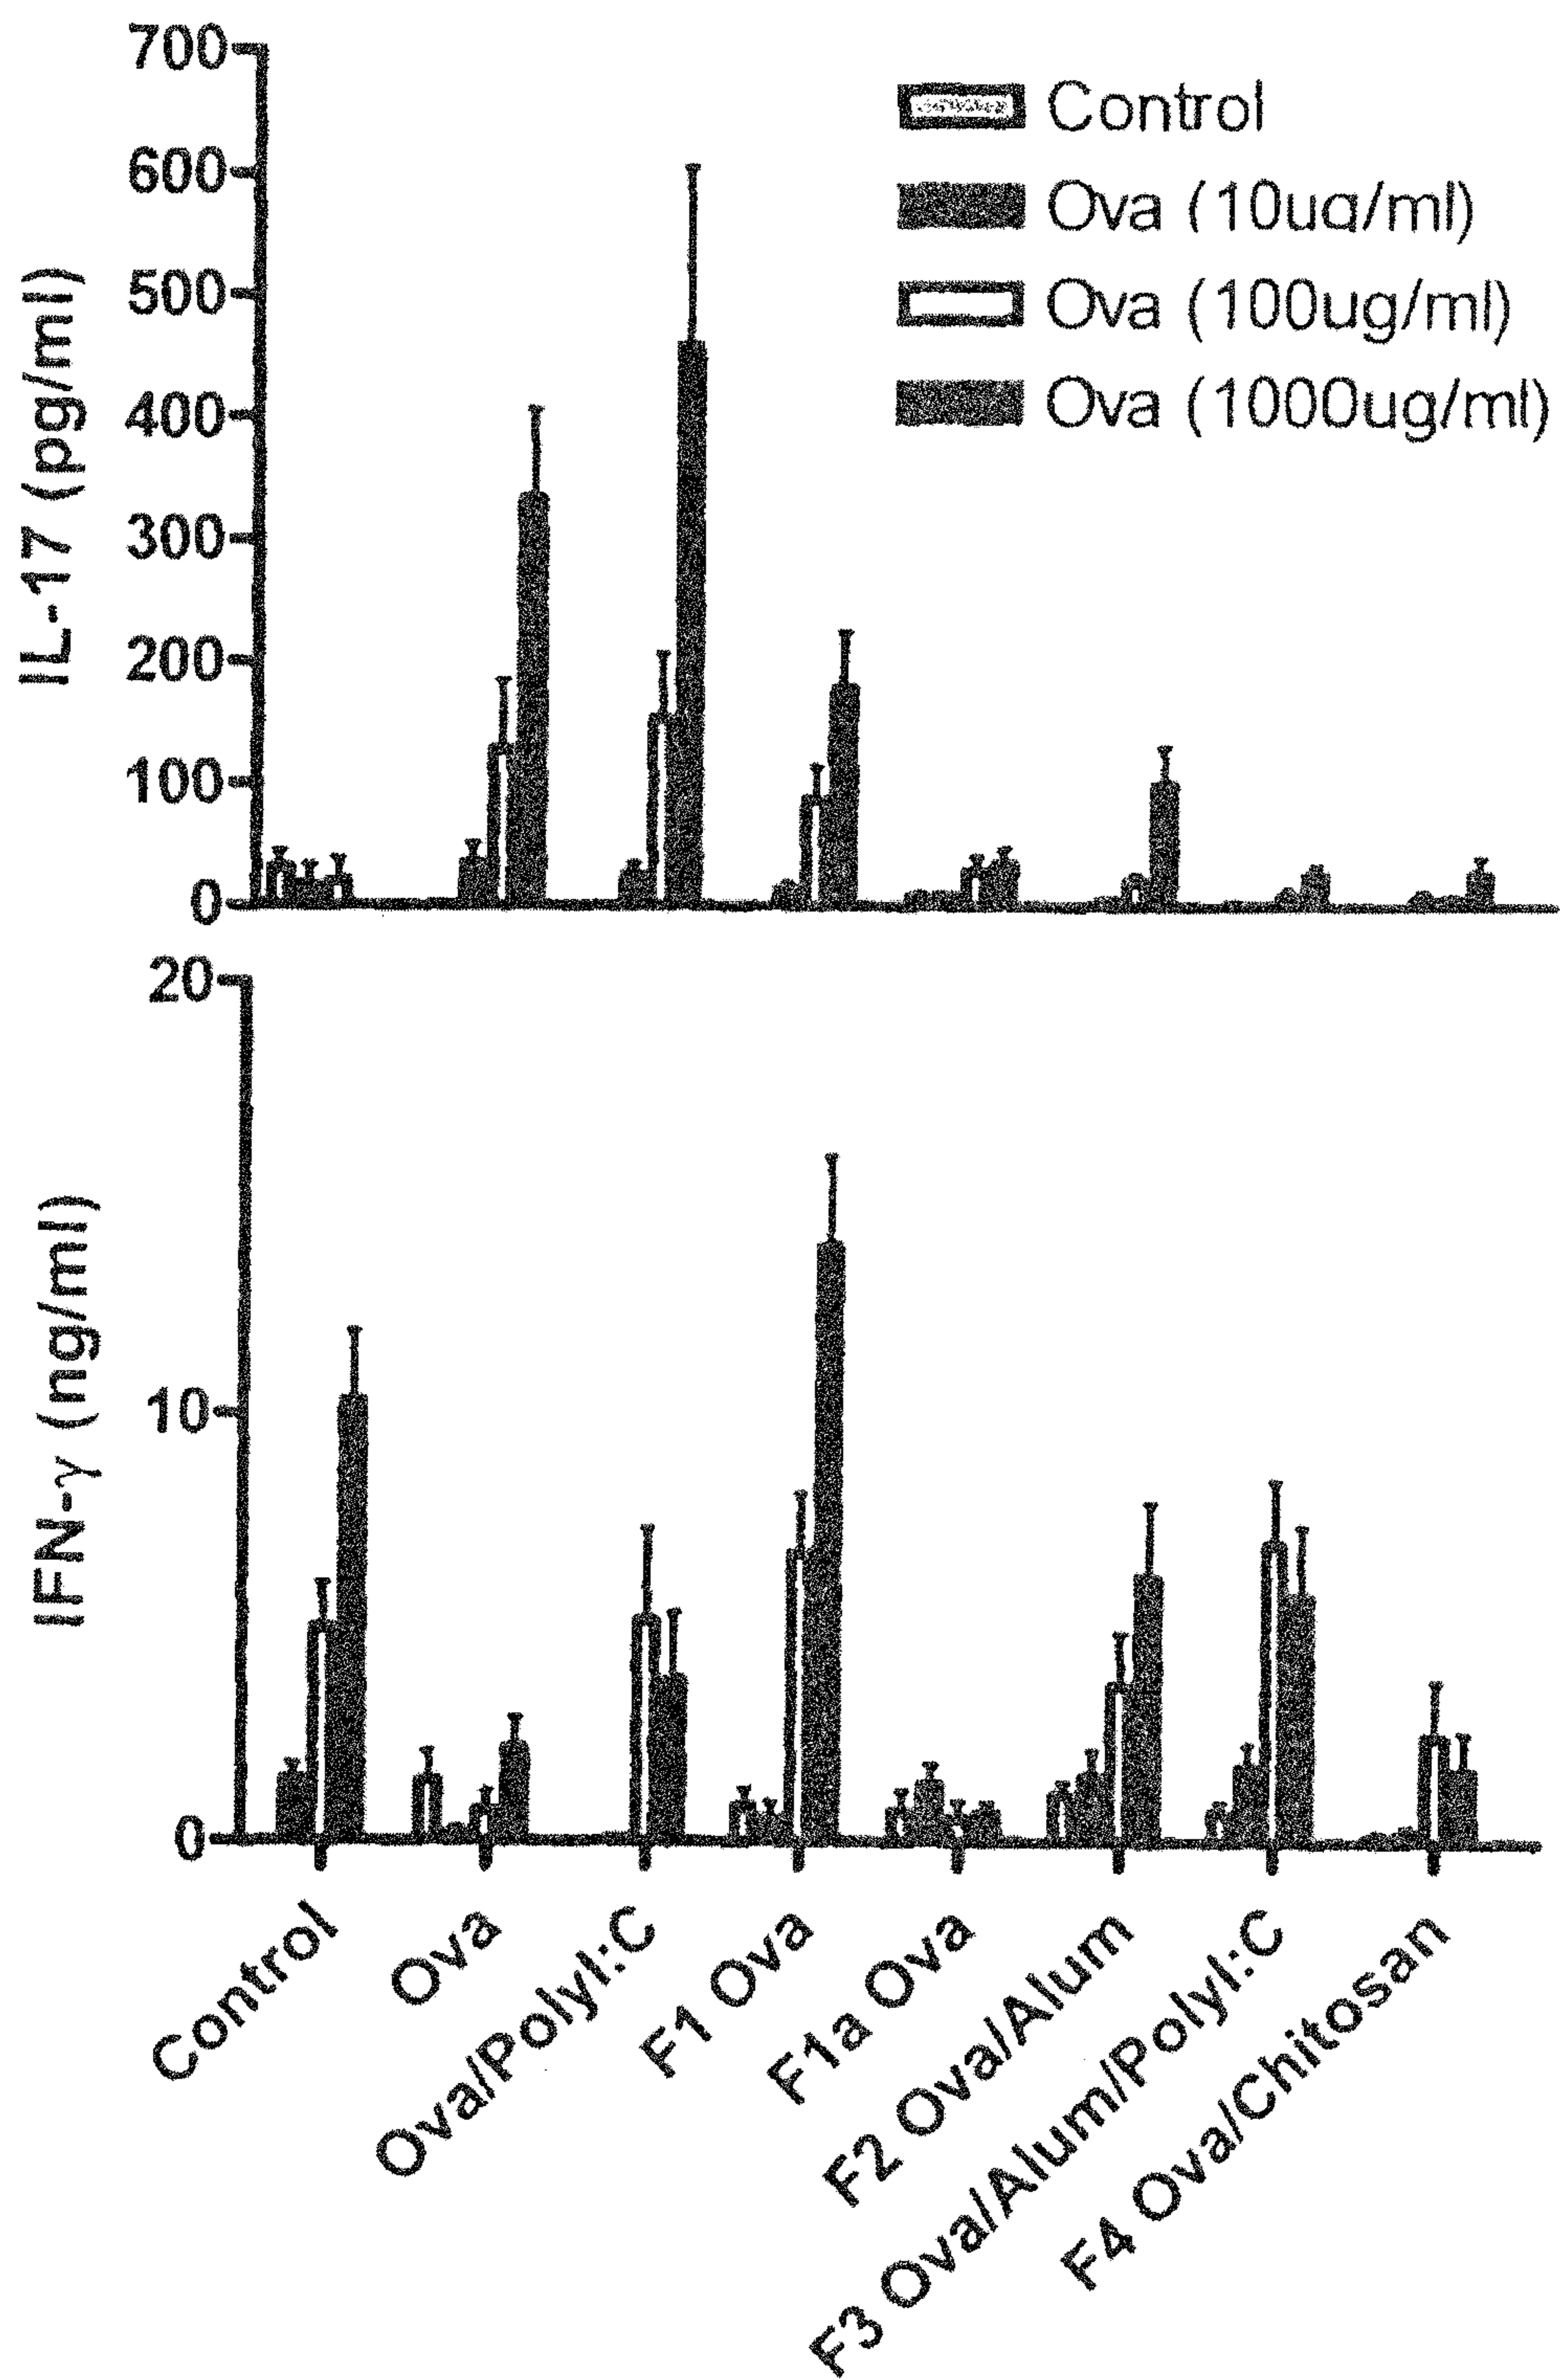 700
600
500
400
300
200
100
0
IL-17 (pg/ml)
Control
Ova (10ug/ml)
Ova (100ug/ml)
Ova (1000ug/ml)
20
10
0
IFN-γ (ng/ml)
Control
Ova
Ova/PolyI:C
F1 Ova
F1a Ova
F2 Ova/Alum
F3 Ova/Alum/PolyI:C
F4 Ova/Chitosan